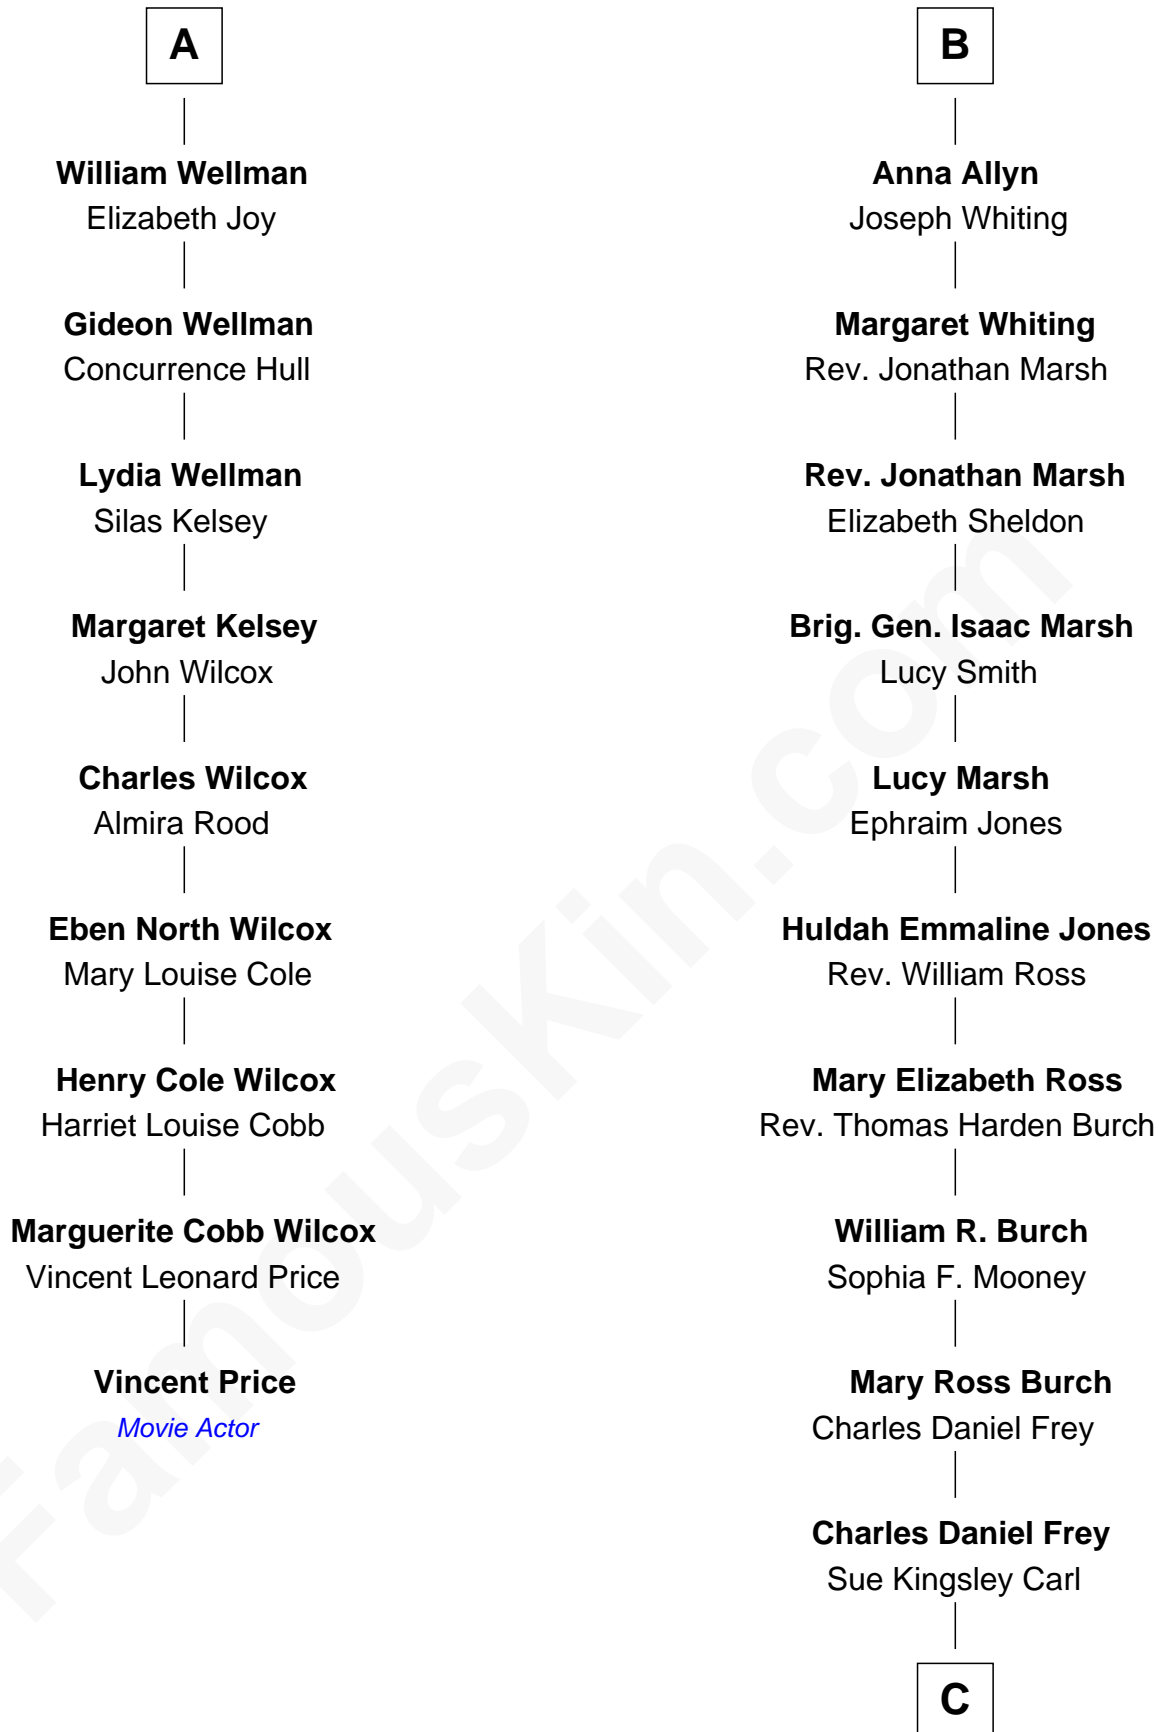 A
William Wellman
Elizabeth Joy
Gideon Wellman
Concurrence Hull
Lydia Wellman
Silas Kelsey
Margaret Kelsey
John Wilcox
Charles Wilcox
Almira Rood
Eben North Wilcox
Mary Louise Cole
Henry Cole Wilcox
Harriet Louise Cobb
Marguerite Cobb Wilcox
Vincent Leonard Price
Vincent Price
Movie Actor
B
Anna Allyn
Joseph Whiting
Margaret Whiting
Rev. Jonathan Marsh
Rev. Jonathan Marsh
Elizabeth Sheldon
Brig. Gen. Isaac Marsh
Lucy Smith
Lucy Marsh
Ephraim Jones
Huldah Emmaline Jones
Rev. William Ross
Mary Elizabeth Ross
Rev. Thomas Harden Burch
William R. Burch
Sophia F. Mooney
Mary Ross Burch
Charles Daniel Frey
Charles Daniel Frey
Sue Kingsley Carl
C
FamousKin.com